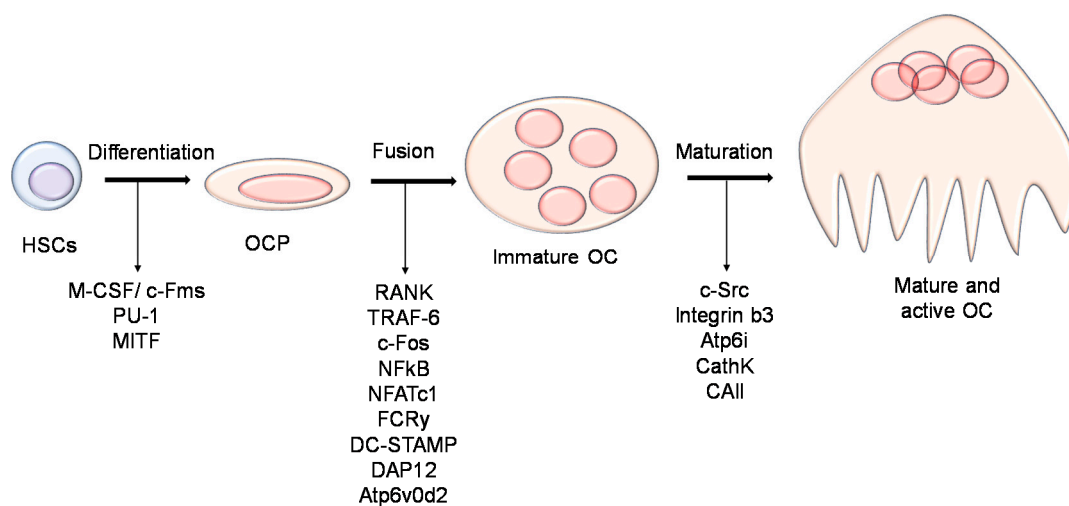 Differentiation
Fusion
Maturation
HSCs
OCP
Immature OC
Mature and
active OC
M-CSF/ c-Fms
PU-1
MITF
RANK
TRAF-6
c-Fos
NFkB
NFATc1
FCRy
DC-STAMP
DAP12
Atp6v0d2
c-Src
Integrin b3
Atp6i
CathK
CAII